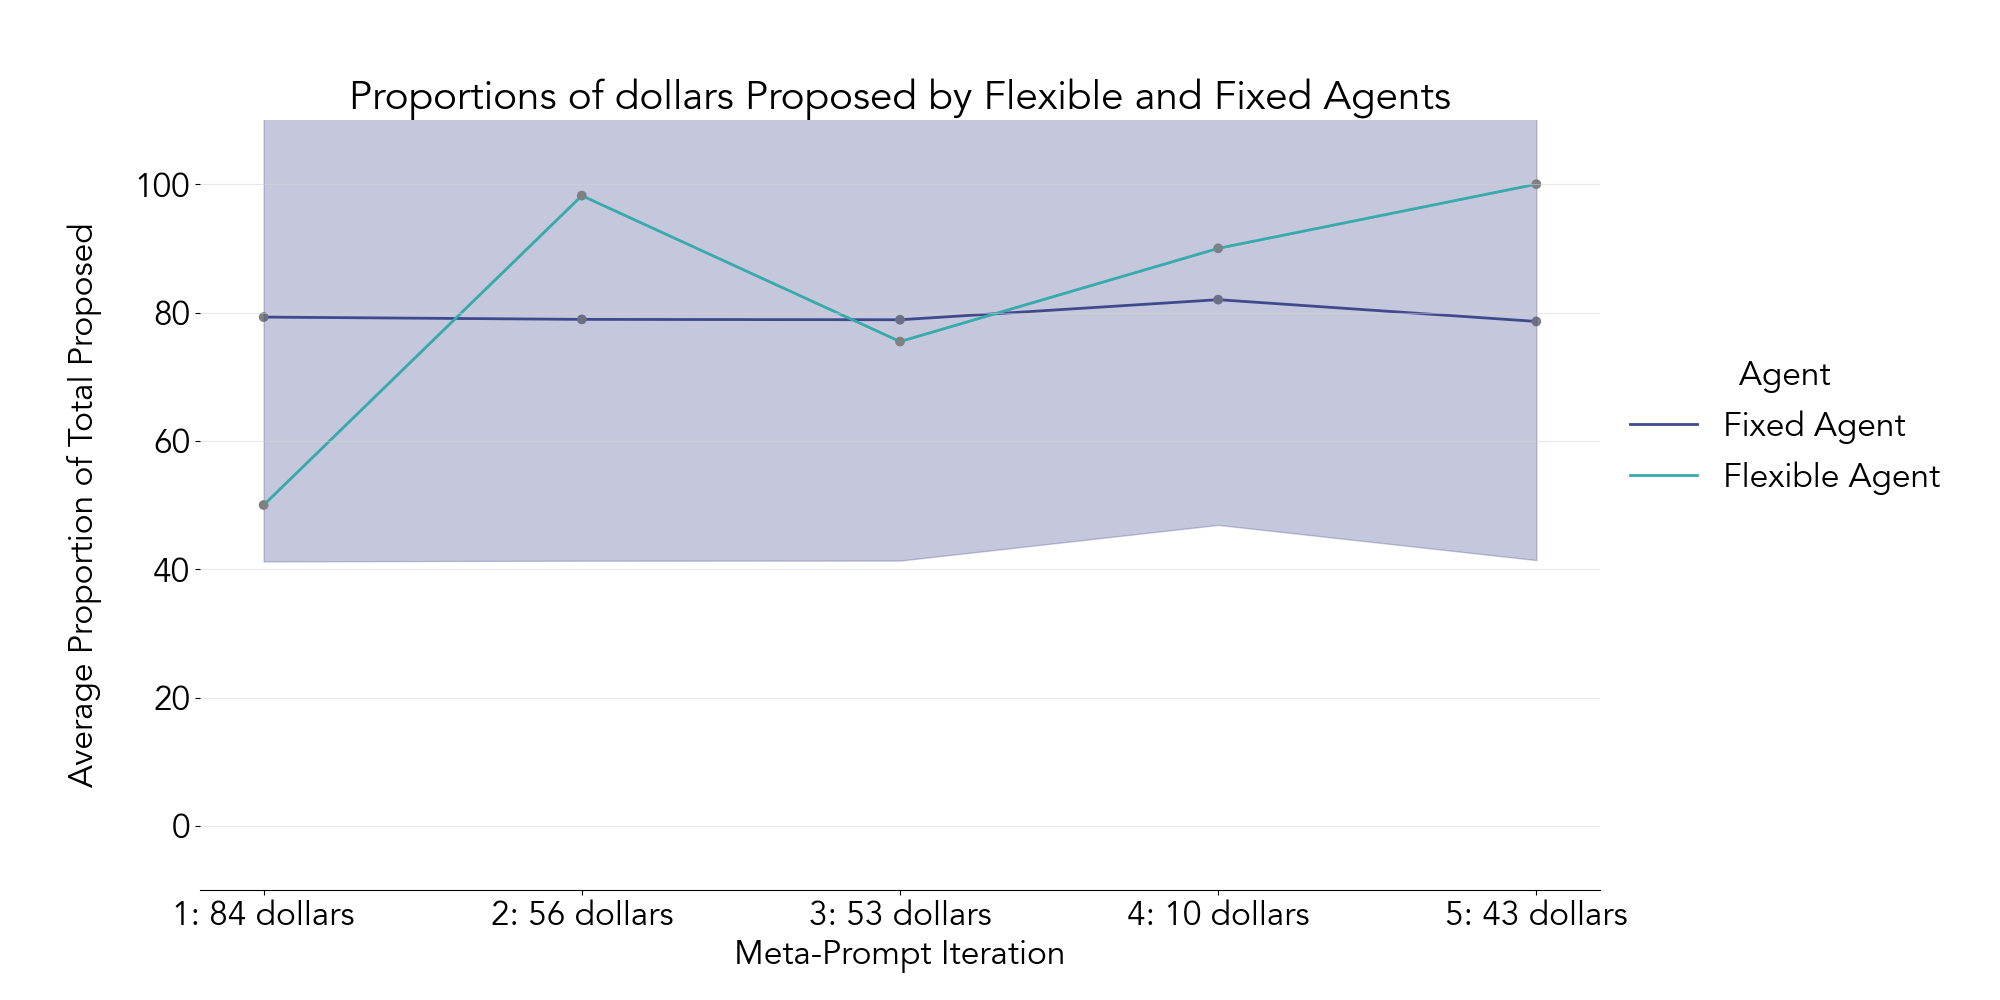 Proportions of dollars Proposed by Flexible and Fixed Agents
Average Proportion of Total Proposed
100
80
60
40
20
0
1: 84 dollars
2: 56 dollars
3: 53 dollars
4: 10 dollars
5: 43 dollars
Meta-Prompt Iteration
Agent
Fixed Agent
Flexible Agent